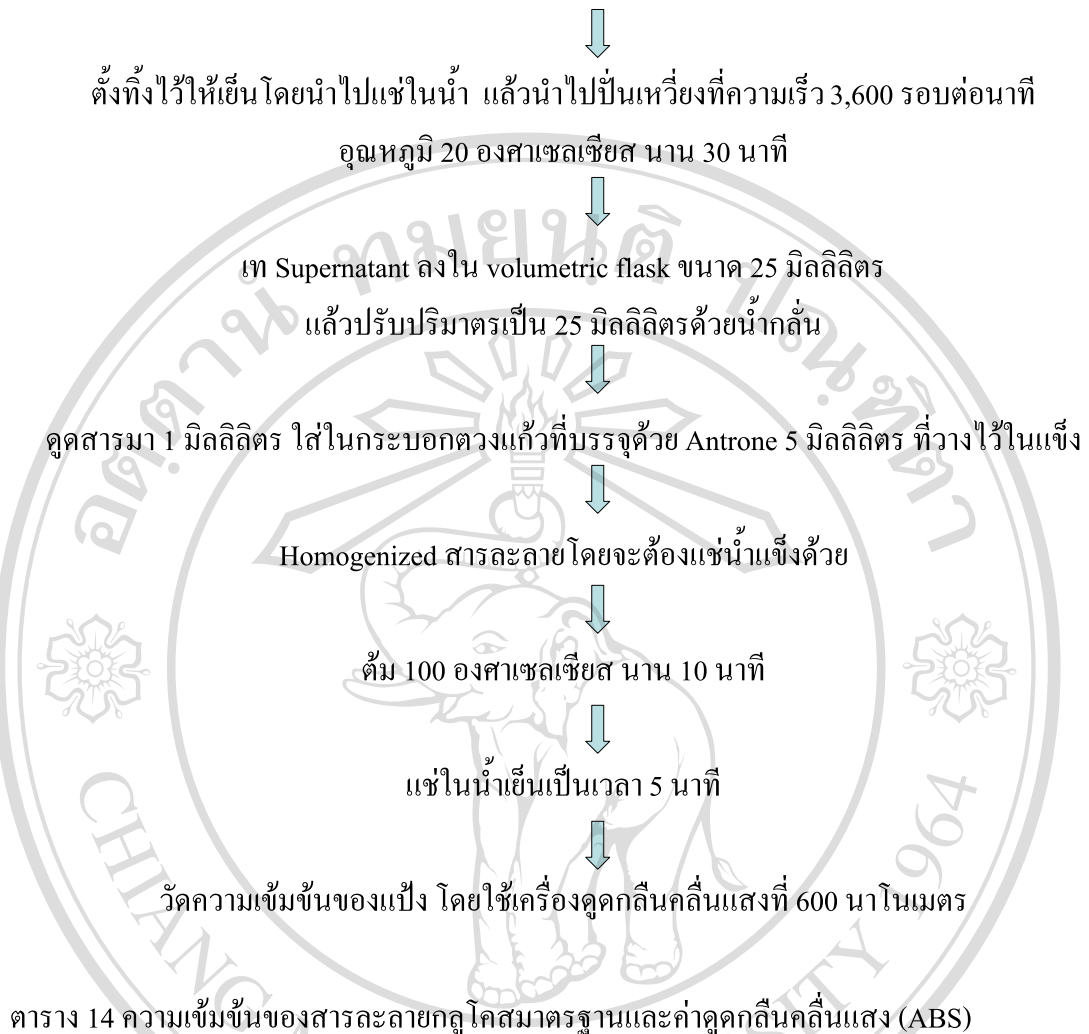 ตั้งทิ้งไว้ให้เย็นโดยนำไปแช่ในน้ำ แล้วนำไปปั่นเหวี่ยงที่ความเร็ว 3,600 รอบต่อนาที
อุณหภูมิ 20 องศาเซลเซียส นาน 30 นาที
เท Supernatant ลงใน volumetric flask ขนาด 25 มิลลิลิตร
แล้วปรับปริมาตรเป็น 25 มิลลิลิตรด้วยน้ำกลั่น
ดูดสารมา 1 มิลลิลิตร ใส่ในกระบอกตวงแก้วที่บรรจุด้วย Antrone 5 มิลลิลิตร ที่วางไว้ในแข็ง
Homogenized สารละลายโดยจะต้องแช่น้ำแข็งด้วย
ต้ม 100 องศาเซลเซียส นาน 10 นาที
แช่ในน้ำเย็นเป็นเวลา 5 นาที
วัดความเข้มข้นของแป้ง โดยใช้เครื่องดูดกลืนคลื่นแสงที่ 600 นาโนเมตร
ตาราง 14 ความเข้มข้นของสารละลายกลูโคสมาตรฐานและค่าดูดกลืนคลื่นแสง (ABS)